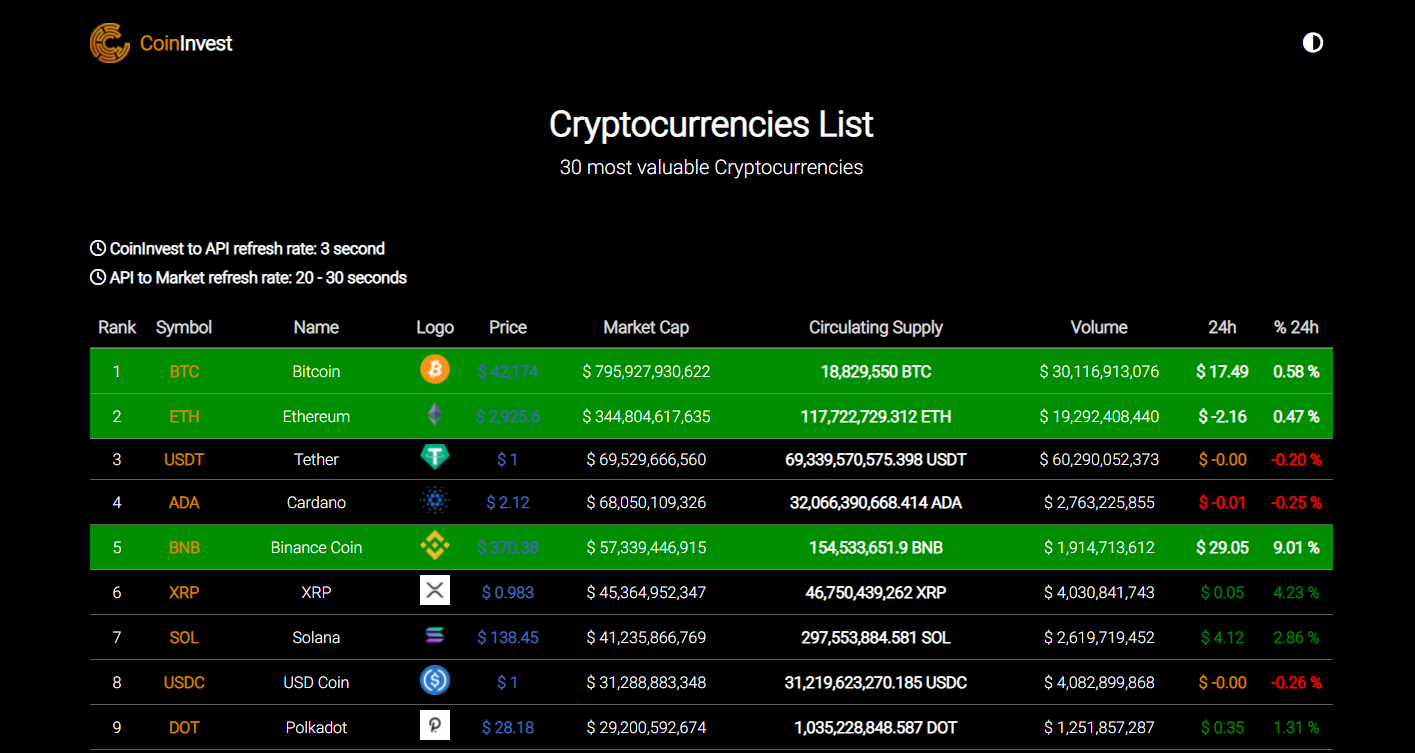 CoinInvest
Cryptocurrencies List
30 most valuable Cryptocurrencies
CoinInvest to API refresh rate: 3 second
API to Market refresh rate: 20 - 30 seconds
Rank Symbol Name Logo Price Market Cap Circulating Supply Volume 24h % 24h
1 BTC Bitcoin $ 42,174 $ 795,927,930,622 18,829,550 BTC $ 30,116,913,076 $ 17.49 0.58 %
2 ETH Ethereum $ 2,925.6 $ 344,804,617,635 117,722,729.312 ETH $ 19,292,408,440 $ -2.16 0.47 %
3 USDT Tether $ 1 $ 69,529,666,560 69,339,570,575.398 USDT $ 60,290,052,373 $ -0.00 -0.20 %
4 ADA Cardano $ 2.12 $ 68,050,109,326 32,066,390,668.414 ADA $ 2,763,225,855 $ -0.01 -0.25 %
5 BNB Binance Coin $ 370.38 $ 57,339,446,915 154,533,651.9 BNB $ 1,914,713,612 $ 29.05 9.01 %
6 XRP XRP $ 0.983 $ 45,364,952,347 46,750,439,262 XRP $ 4,030,841,743 $ 0.05 4.23 %
7 SOL Solana $ 138.45 $ 41,235,866,769 297,553,884.581 SOL $ 2,619,719,452 $ 4.12 2.86 %
8 USDC USD Coin $ 1 $ 31,288,883,348 31,219,623,270.185 USDC $ 4,082,899,868 $ -0.00 -0.26 %
9 DOT Polkadot $ 28.18 $ 29,200,592,674 1,035,228,848.587 DOT $ 1,251,857,287 $ 0.35 1.31 %